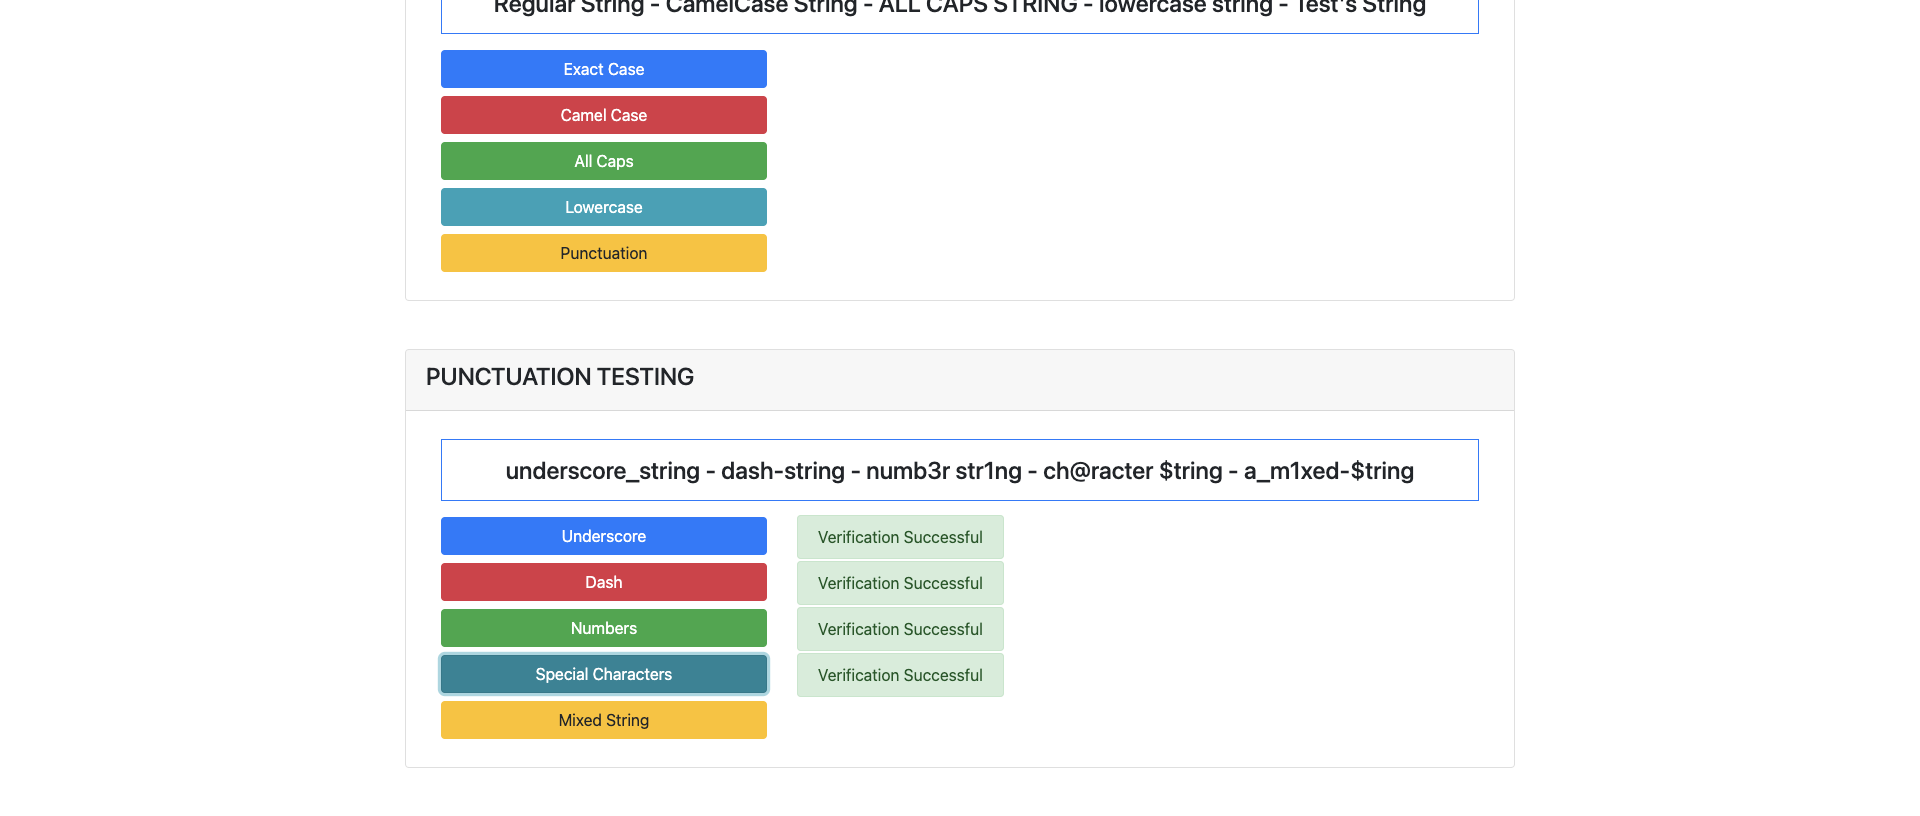 Regular String - CamelCase String - ALL CAPS STRING - lowercase string - Test's String
Exact Case
Camel Case
All Caps
Lowercase
Punctuation
PUNCTUATION TESTING
underscore_string - dash-string - numb3r str1ng - ch@racter $tring - a_m1xed-$tring
Underscore
Verification Successful
Dash
Verification Successful
Numbers
Verification Successful
Special Characters
Verification Successful
Mixed String